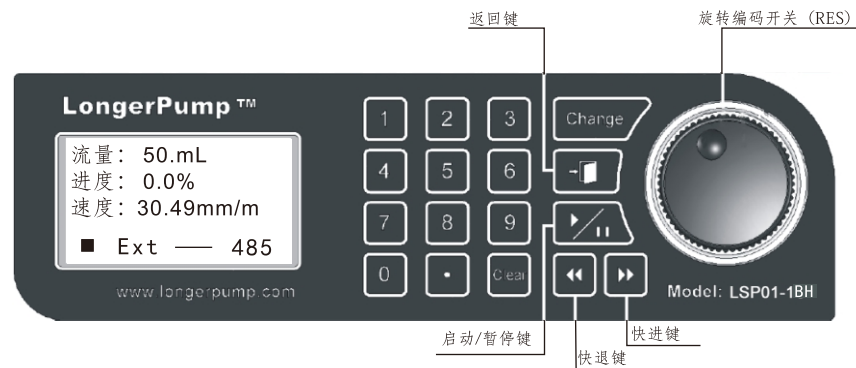 返回键
旋转编码开关 (RES)
LongerPump™
流量: 50.mL
进度: 0.0%
速度: 30.49mm/m
■ Ext — 485
www.longerpump.com
1 2 3 Change
4 5 6
7 8 9
0 . Clear
Model: LSP01-1BH
启动/暂停键
快进键
快退键